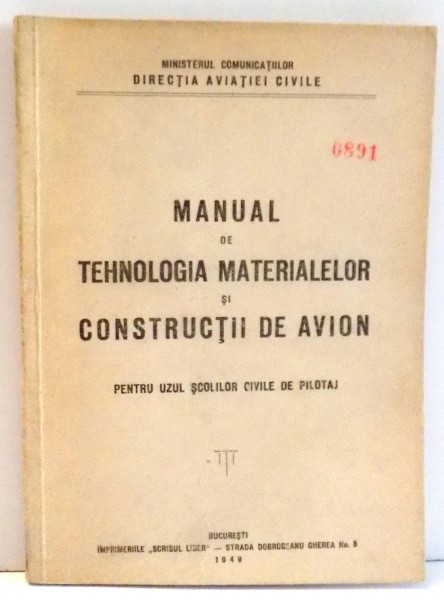 MINISTERUL COMUNICAȚIILOR
DIRECȚIA AVIAȚIEI CIVILE
0891
MANUAL
DE
TEHNOLOGIA MATERIALELOR
ȘI
CONSTRUCȚII DE AVION
PENTRU UZUL ȘCOLILOR CIVILE DE PILOTAJ
BUCUREȘTI
IMPRIMERIILE „SCRISUL LIBER" — STRADA DOBROGEANU GHEREA No. 5
1949